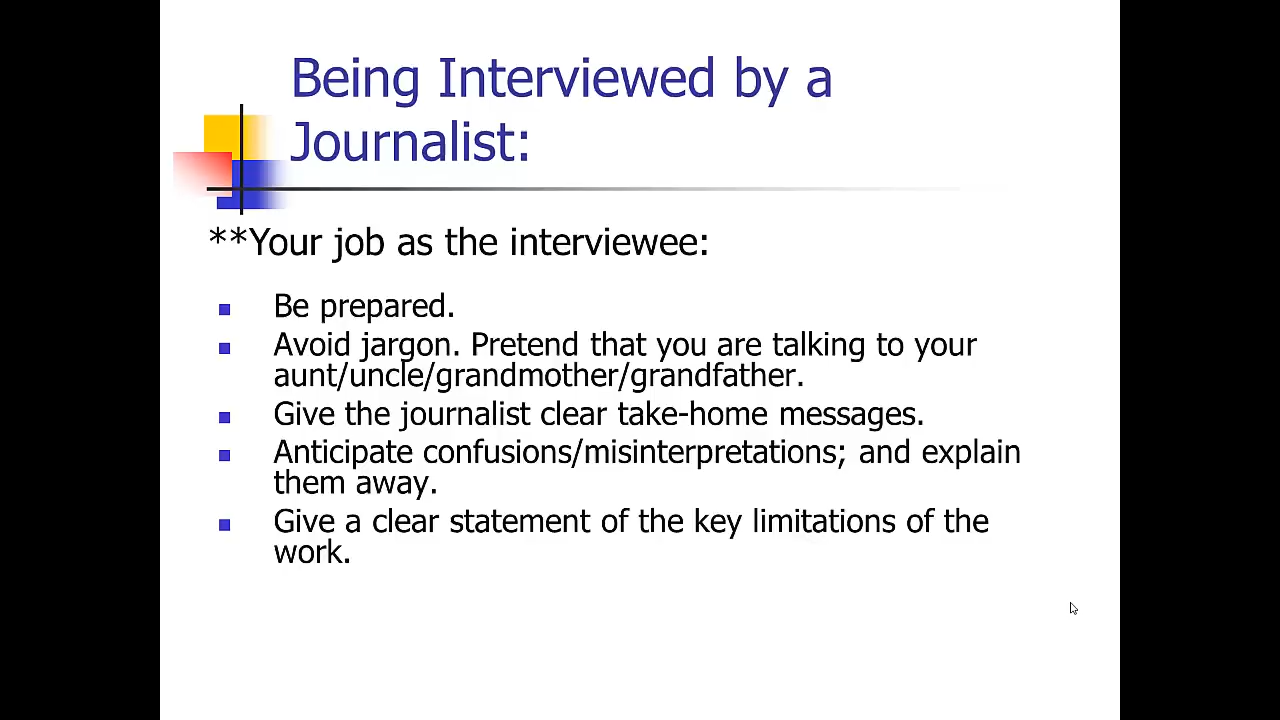 Being Interviewed by a
Journalist:
**Your job as the interviewee:
Be prepared.
Avoid jargon. Pretend that you are talking to your
aunt/uncle/grandmother/grandfather.
Give the journalist clear take-home messages.
Anticipate confusions/misinterpretations; and explain
them away.
Give a clear statement of the key limitations of the
work.